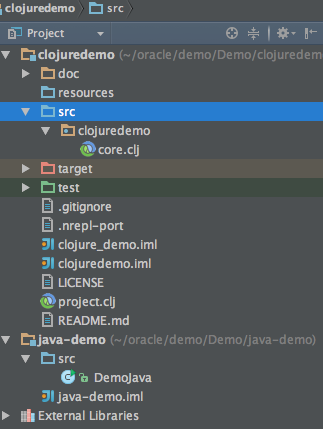 clojuredemo src
Project
clojuredemo (~/oracle/demo/Demo/clojuredem
doc
resources
src
clojuredemo
core.clj
target
test
.gitignore
.nrepl-port
clojure_demo.iml
clojuredemo.iml
LICENSE
project.clj
README.md
java-demo (~/oracle/demo/Demo/java-demo)
src
DemoJava
java-demo.iml
External Libraries